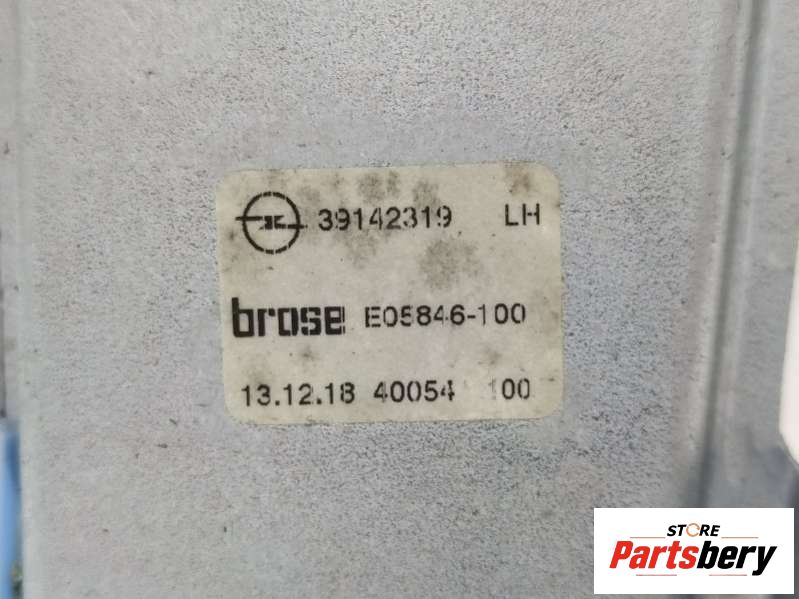 39142319 LH
brose E05846-100
13.12.18 40054 100
STORE
Partsbery